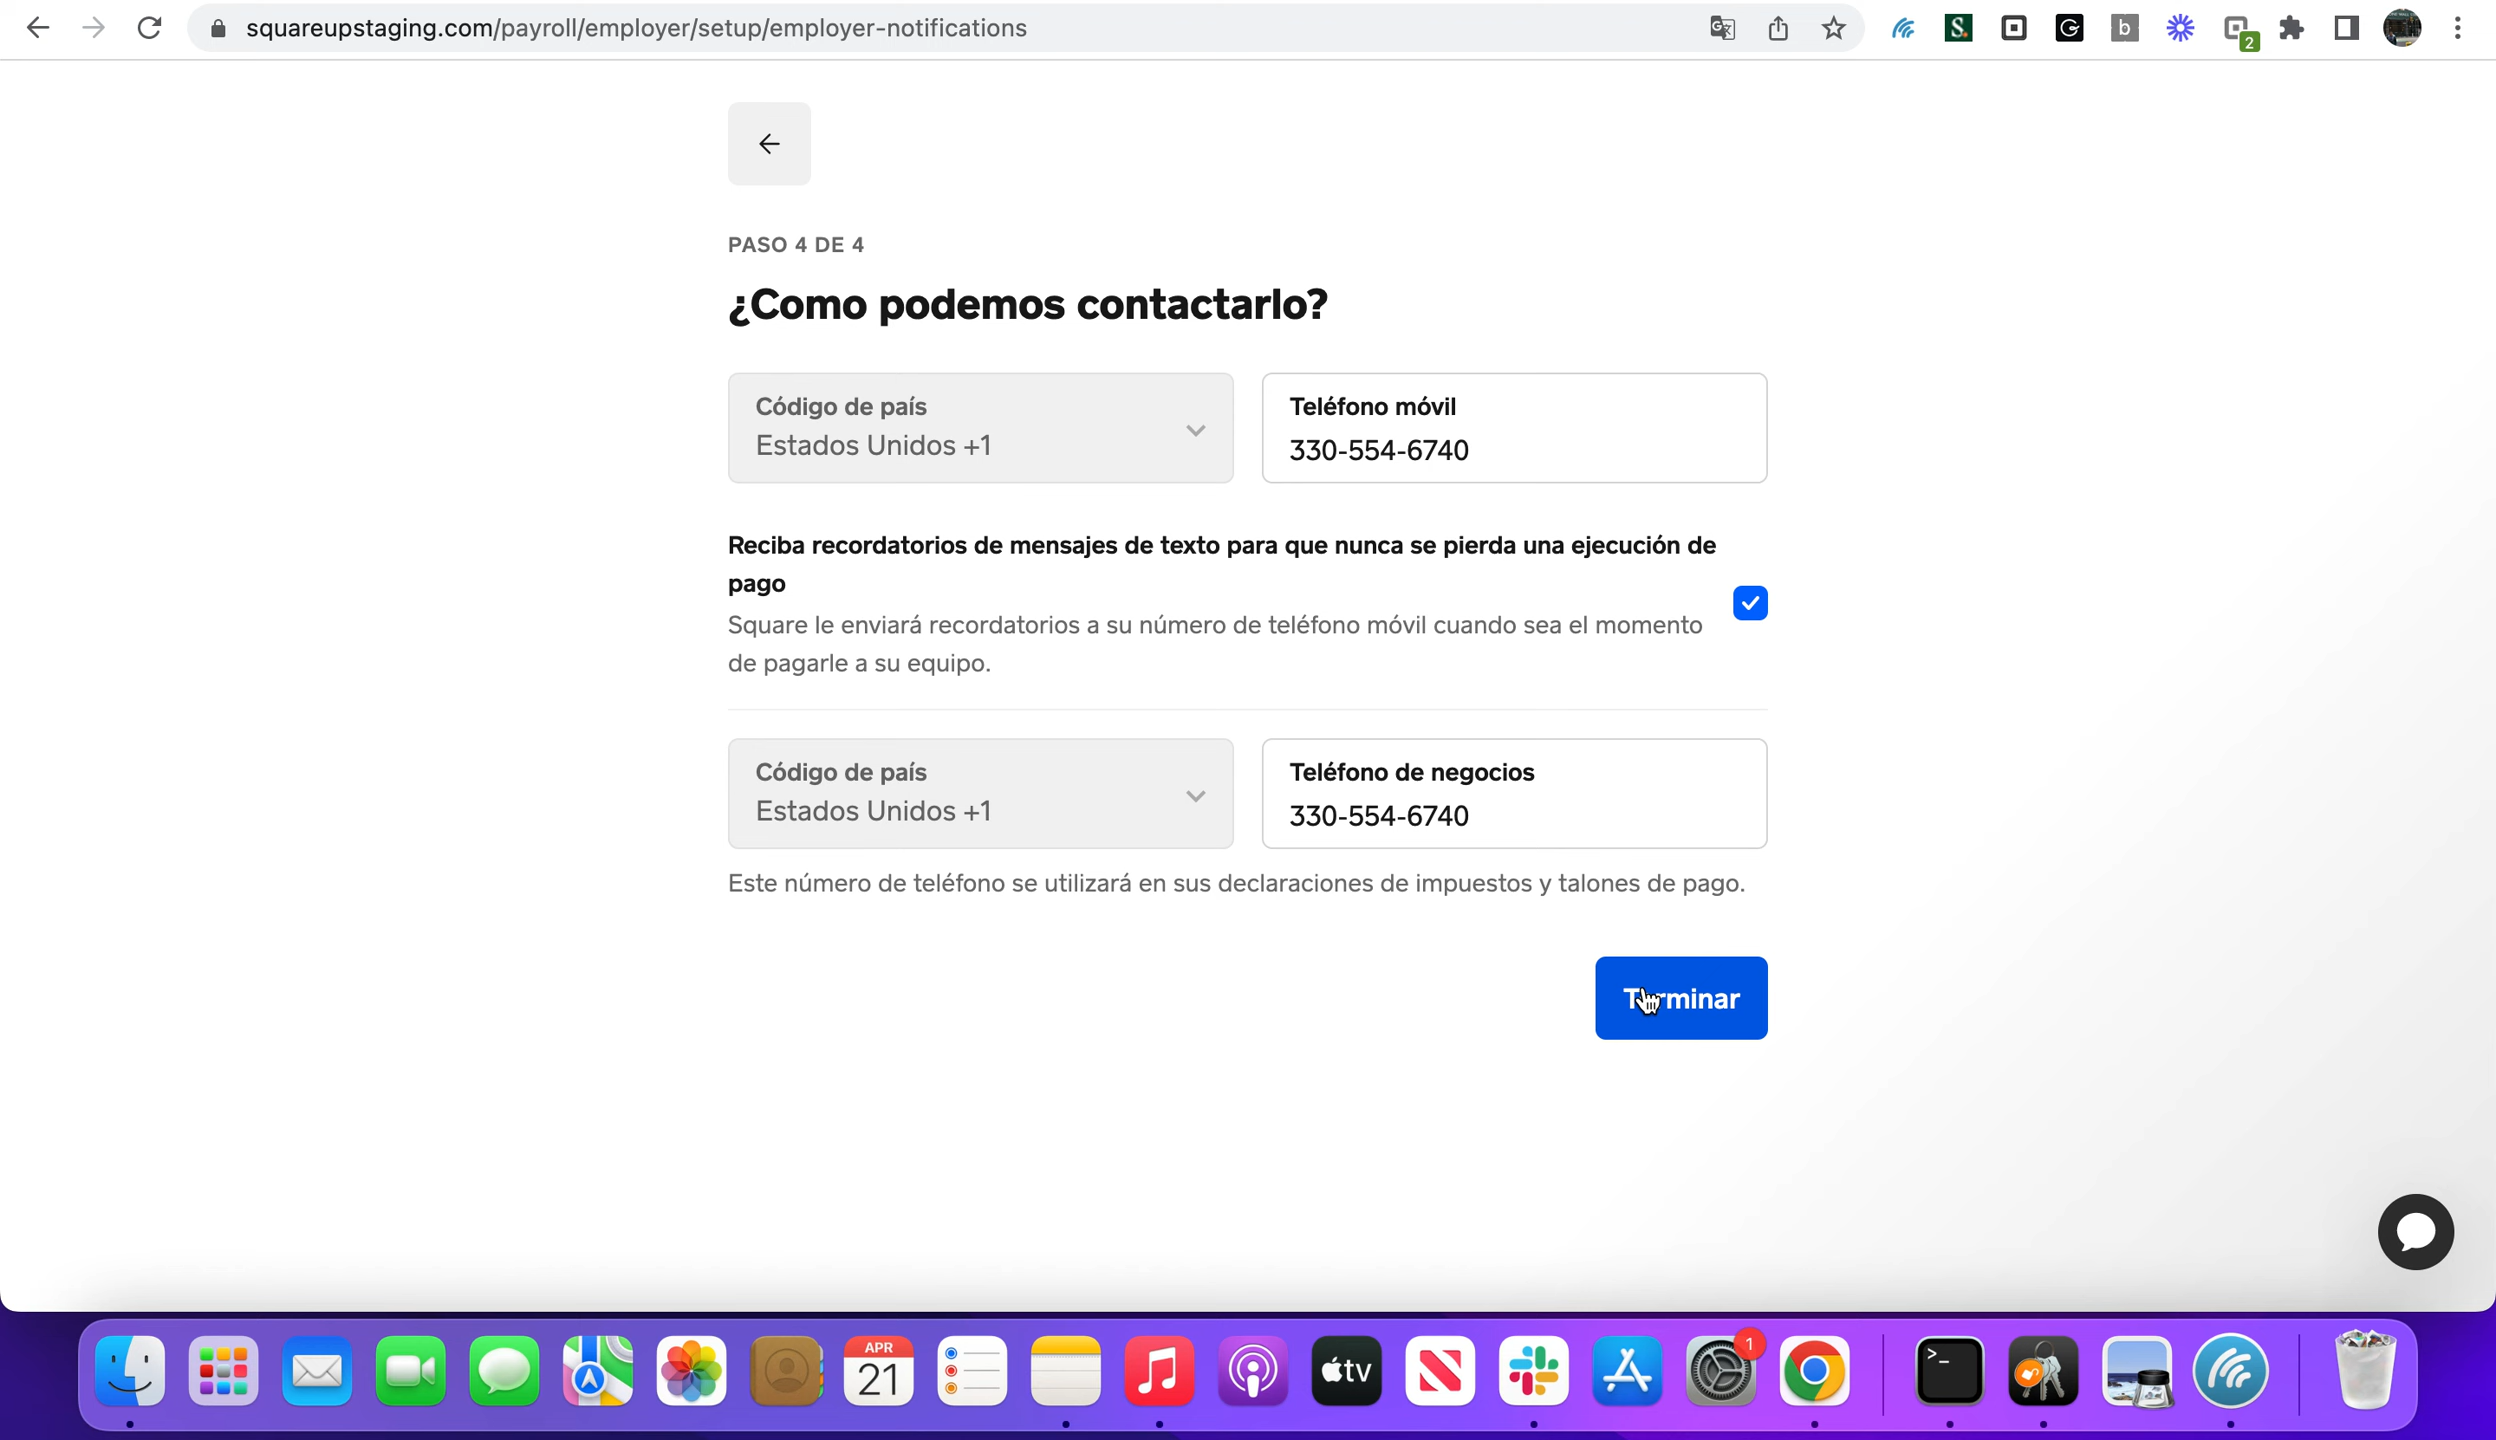 squareupstaging.com/payroll/employer/setup/employer-notifications
2
PASO 4 DE 4
¿Como podemos contactarlo?
Código de país
Estados Unidos +1
Teléfono móvil
330-554-6740
Reciba recordatorios de mensajes de texto para que nunca se pierda una ejecución de
pago
Square le enviará recordatorios a su número de teléfono móvil cuando sea el momento
de pagarle a su equipo.
Código de país
Estados Unidos +1
Teléfono de negocios
330-554-6740
Este número de teléfono se utilizará en sus declaraciones de impuestos y talones de pago.
Terminar
APR
21
tv
1